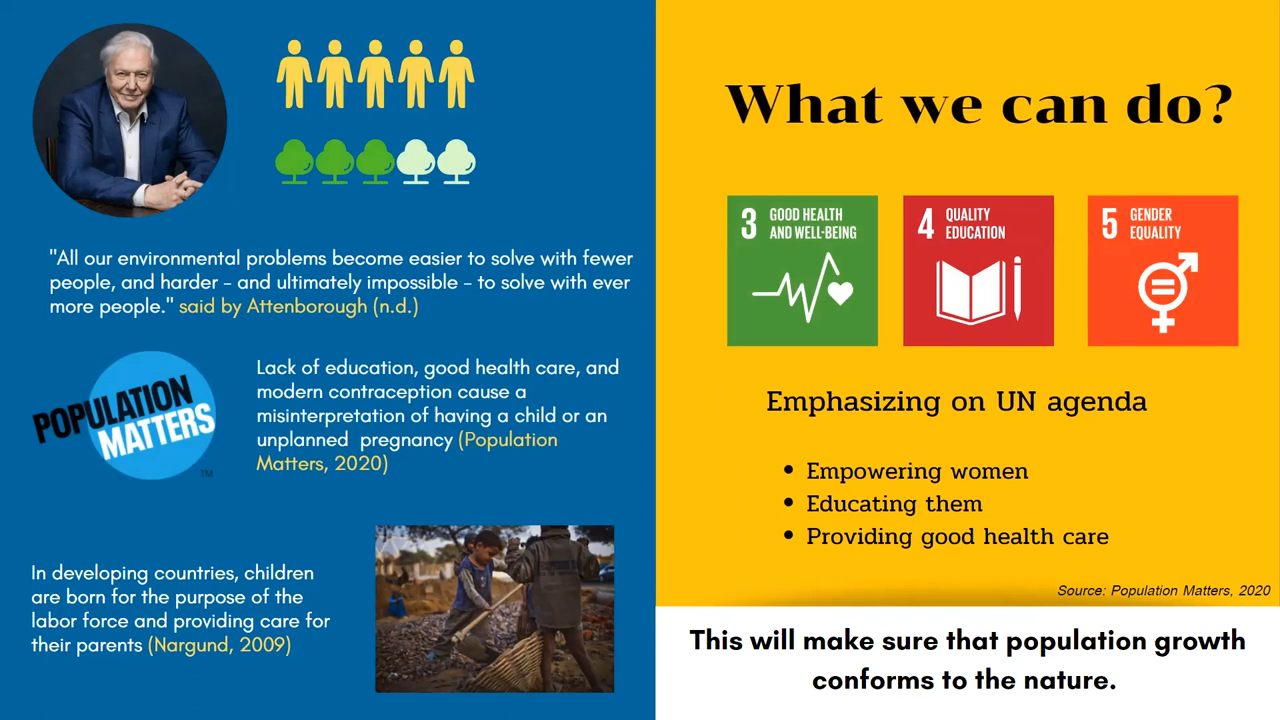 "All our environmental problems become easier to solve with fewer
people, and harder – and ultimately impossible – to solve with ever
more people." said by Attenborough (n.d.)
POPULATION
MATTERS
TM
Lack of education, good health care, and
modern contraception cause a
misinterpretation of having a child or an
unplanned pregnancy (Population
Matters, 2020)
In developing countries, children
are born for the purpose of the
labor force and providing care for
their parents (Nargund, 2009)
What we can do?
3 GOOD HEALTH
AND WELL-BEING
4 QUALITY
EDUCATION
5 GENDER
EQUALITY
Emphasizing on UN agenda
• Empowering women
• Educating them
• Providing good health care
Source: Population Matters, 2020
This will make sure that population growth
conforms to the nature.